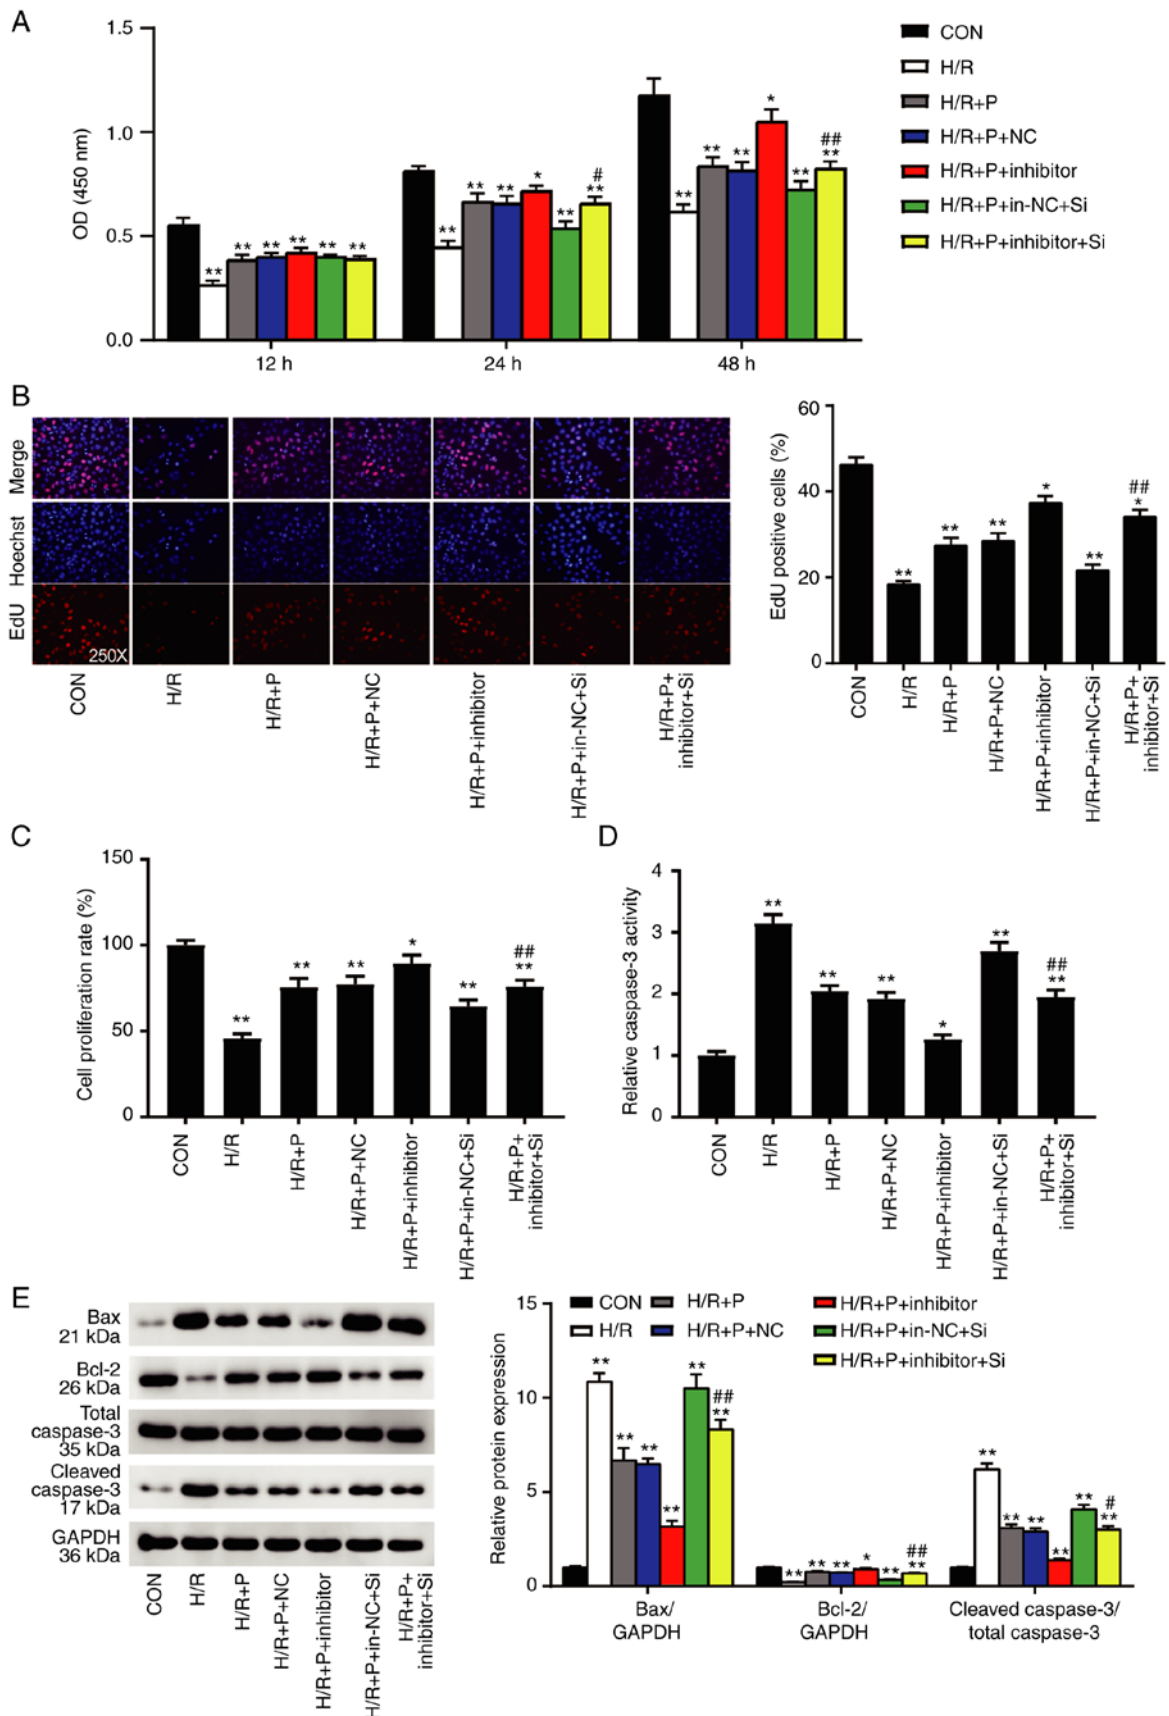 A
1.5
1.0
0.5
0.0
OD (450 nm)
** ** ** ** ** **
** ** ** * ** # **
** ** ** * ** ## **
12 h 24 h 48 h
CON
H/R
H/R+P
H/R+P+NC
H/R+P+inhibitor
H/R+P+in-NC+Si
H/R+P+inhibitor+Si
B
Merge
Hoechst
EdU
250X
CON
H/R
H/R+P
H/R+P+NC
H/R+P+inhibitor
H/R+P+in-NC+Si
H/R+P+
inhibitor+Si
60
40
20
0
EdU positive cells (%)
** ** ** * ** ## *
CON
H/R
H/R+P
H/R+P+NC
H/R+P+inhibitor
H/R+P+in-NC+Si
H/R+P+
inhibitor+Si
C
150
100
50
0
Cell proliferation rate (%)
** ** ** * ** ## **
CON
H/R
H/R+P
H/R+P+NC
H/R+P+inhibitor
H/R+P+in-NC+Si
H/R+P+
inhibitor+Si
D
4
3
2
1
0
Relative caspase-3 activity
** ** ** * ** ## **
CON
H/R
H/R+P
H/R+P+NC
H/R+P+inhibitor
H/R+P+in-NC+Si
H/R+P+
inhibitor+Si
E
Bax
21 kDa
Bcl-2
26 kDa
Total
caspase-3
35 kDa
Cleaved
caspase-3
17 kDa
GAPDH
36 kDa
CON
H/R
H/R+P
H/R+P+NC
H/R+P+inhibitor
H/R+P+in-NC+Si
H/R+P+
inhibitor+Si
15
10
5
0
Relative protein expression
CON H/R+P H/R+P+inhibitor
H/R H/R+P+NC H/R+P+in-NC+Si
H/R+P+inhibitor+Si
** ** ** ** ** ## **
** ** ** * ** ## **
** ** ** ** ** # **
Bax/
GAPDH
Bcl-2/
GAPDH
Cleaved caspase-3/
total caspase-3